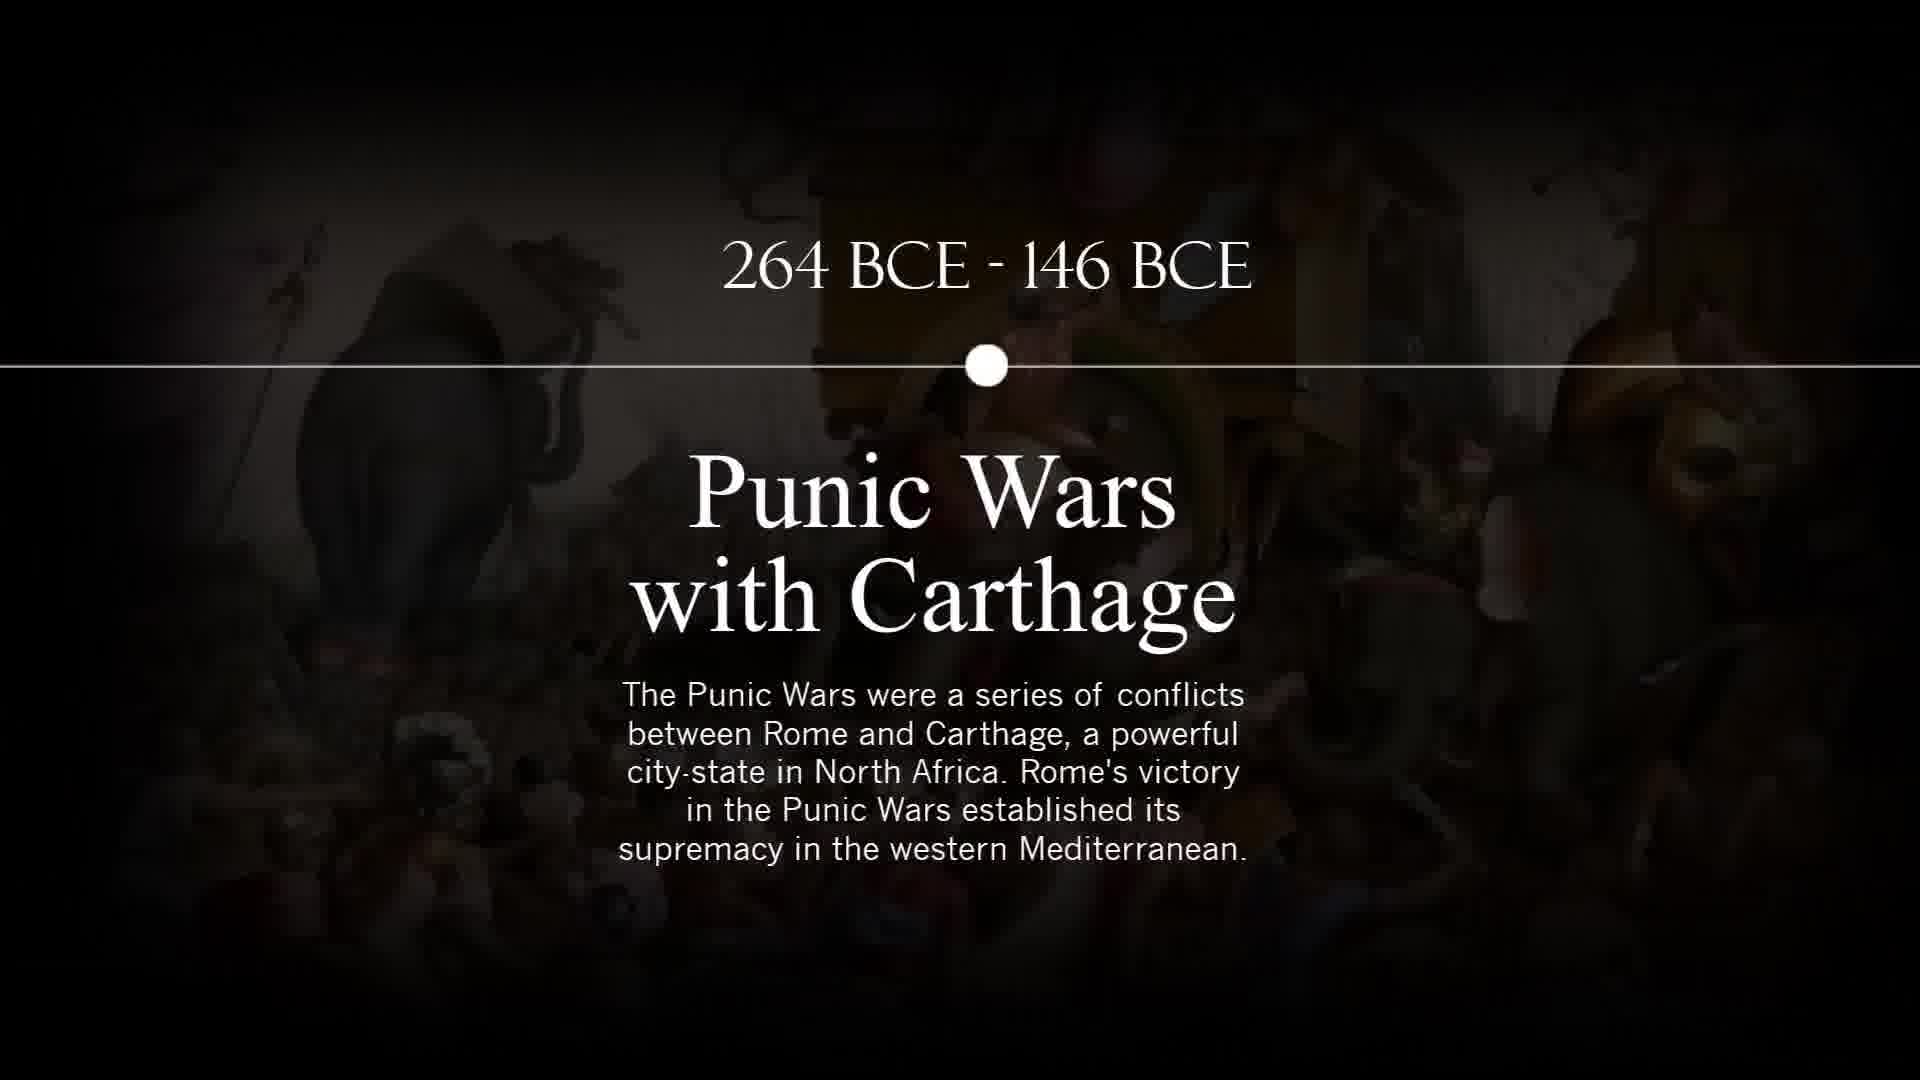 264 BCE - 146 BCE
Punic Wars
with Carthage
The Punic Wars were a series of conflicts
between Rome and Carthage, a powerful
city-state in North Africa. Rome's victory
in the Punic Wars established its
supremacy in the western Mediterranean.